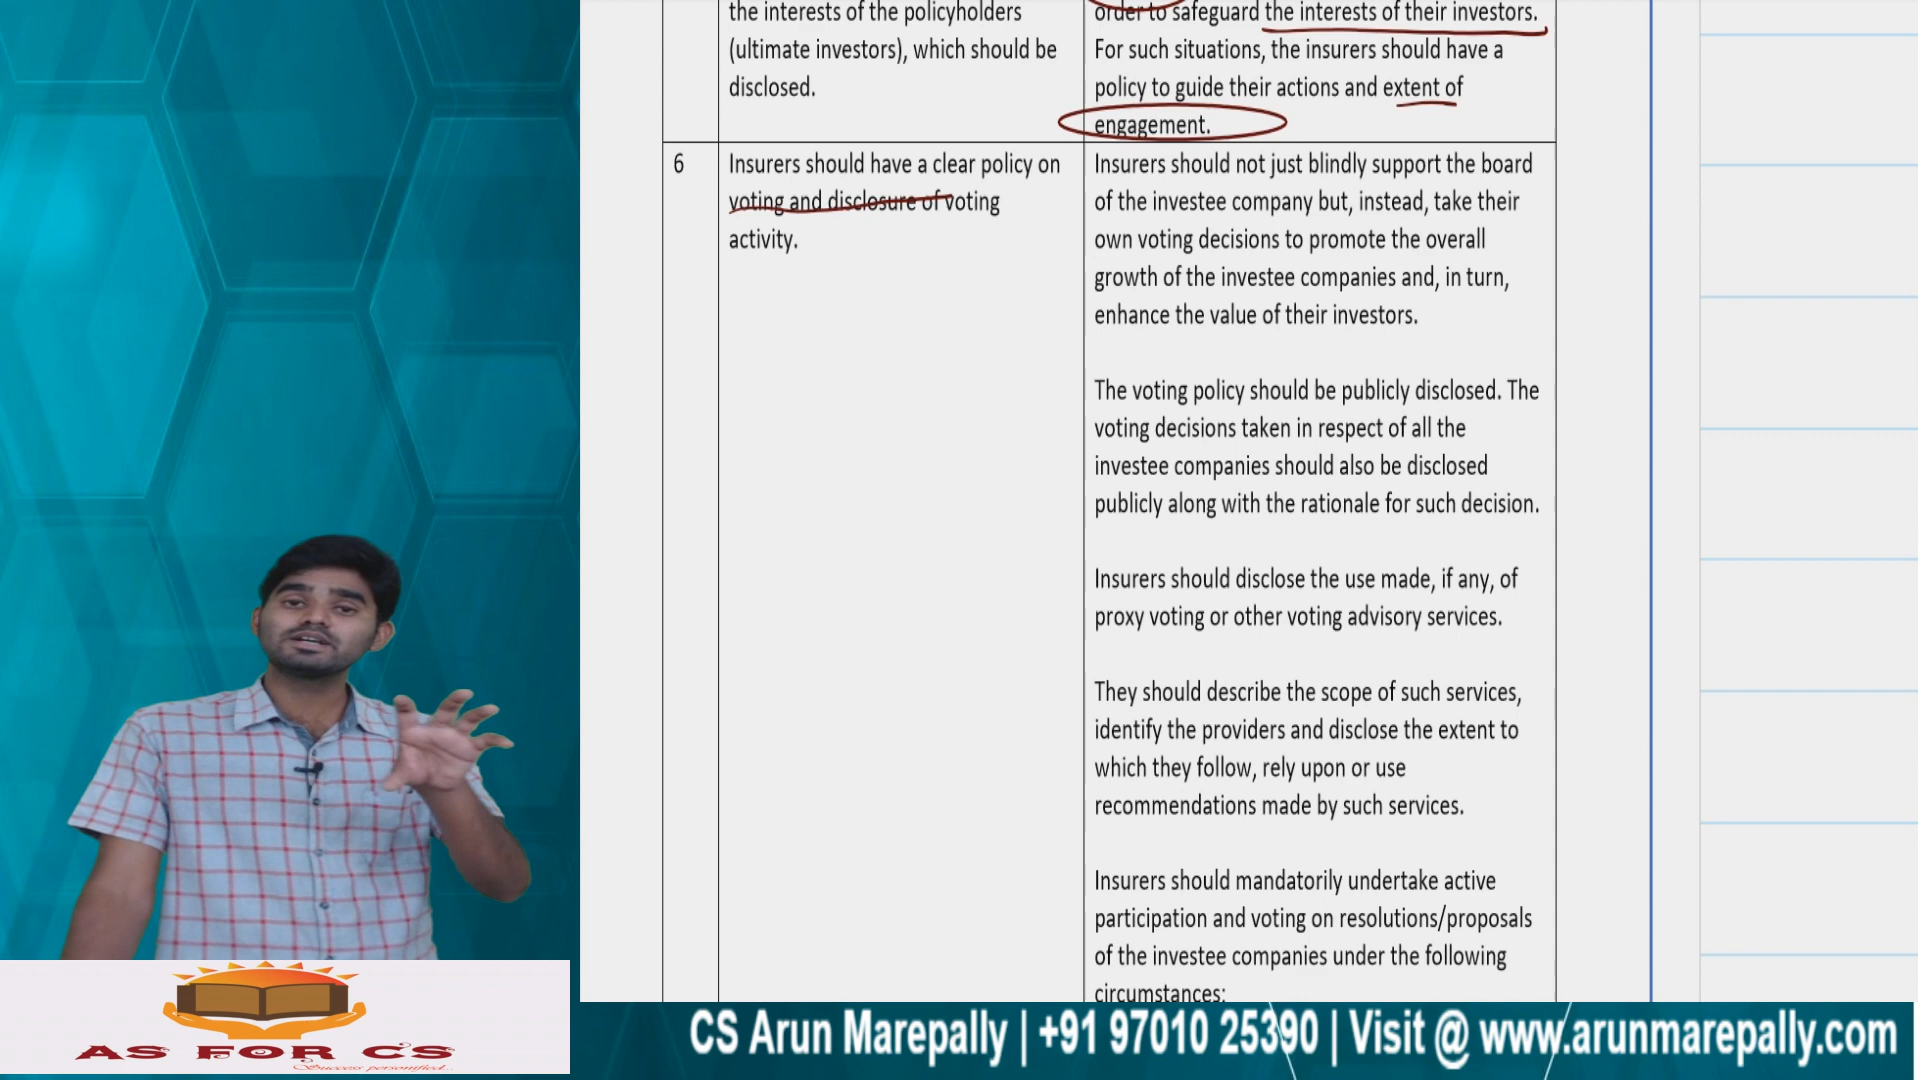 the interests of the policyholders
(ultimate investors), which should be
disclosed.
order to safeguard the interests of their investors.
For such situations, the insurers should have a
policy to guide their actions and extent of
engagement.
6
Insurers should have a clear policy on
voting and disclosure of voting
activity.
Insurers should not just blindly support the board
of the investee company but, instead, take their
own voting decisions to promote the overall
growth of the investee companies and, in turn,
enhance the value of their investors.
The voting policy should be publicly disclosed. The
voting decisions taken in respect of all the
investee companies should also be disclosed
publicly along with the rationale for such decision.
Insurers should disclose the use made, if any, of
proxy voting or other voting advisory services.
They should describe the scope of such services,
identify the providers and disclose the extent to
which they follow, rely upon or use
recommendations made by such services.
Insurers should mandatorily undertake active
participation and voting on resolutions/proposals
of the investee companies under the following
circumstances:
AS FOR CS
Success personified...
CS Arun Marepally | +91 97010 25390 | Visit @ www.arunmarepally.com